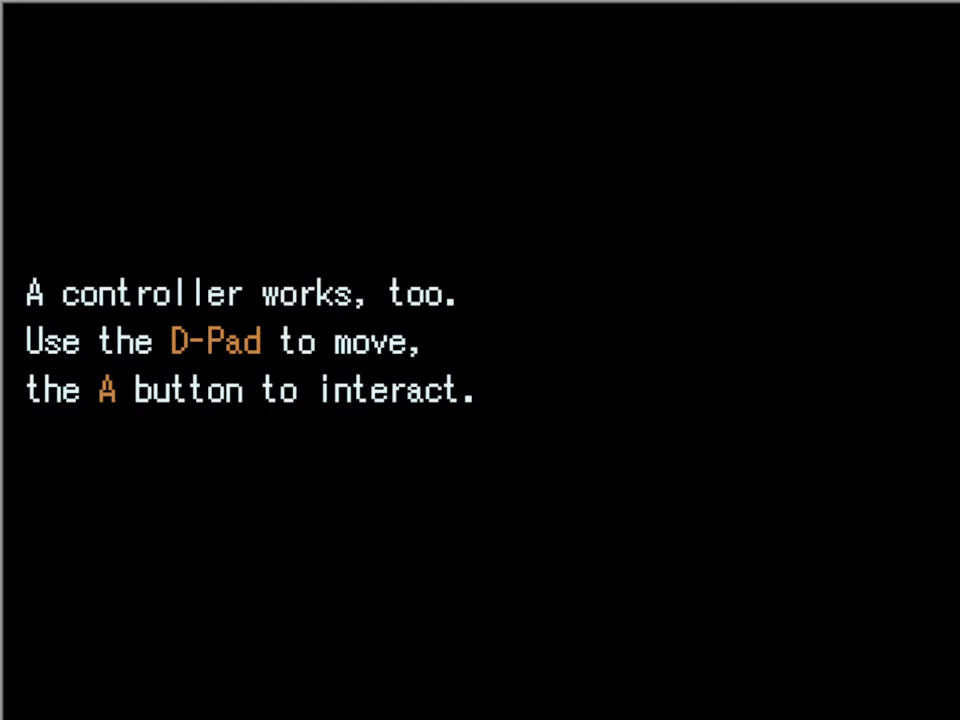 A controller works, too.
Use the D-Pad to move,
the A button to interact.